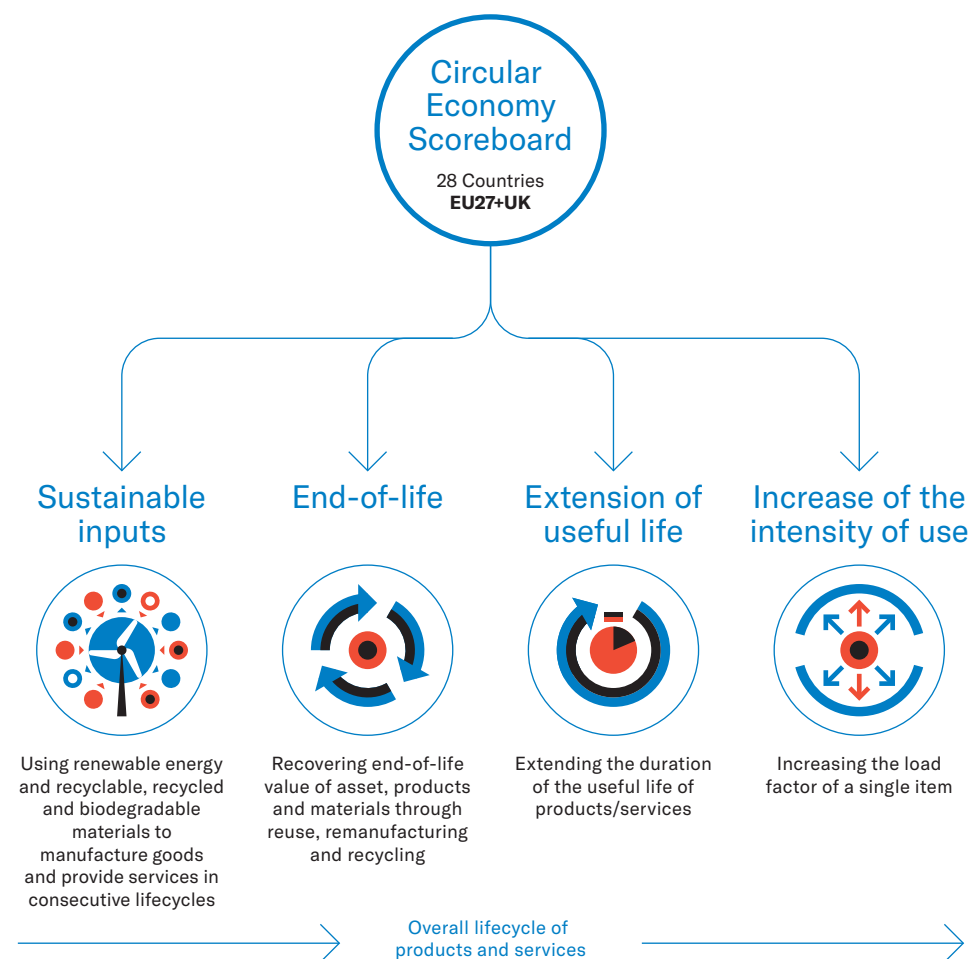 Circular
Economy
Scoreboard
28 Countries
EU27+UK
Sustainable
inputs
Using renewable energy
and recyclable, recycled
and biodegradable
materials to
manufacture goods
and provide services in
consecutive lifecycles
End-of-life
Recovering end-of-life
value of asset, products
and materials through
reuse, remanufacturing
and recycling
Extension of
useful life
Extending the duration
of the useful life of
products/services
Increase of the
intensity of use
Increasing the load
factor of a single item
Overall lifecycle of
products and services